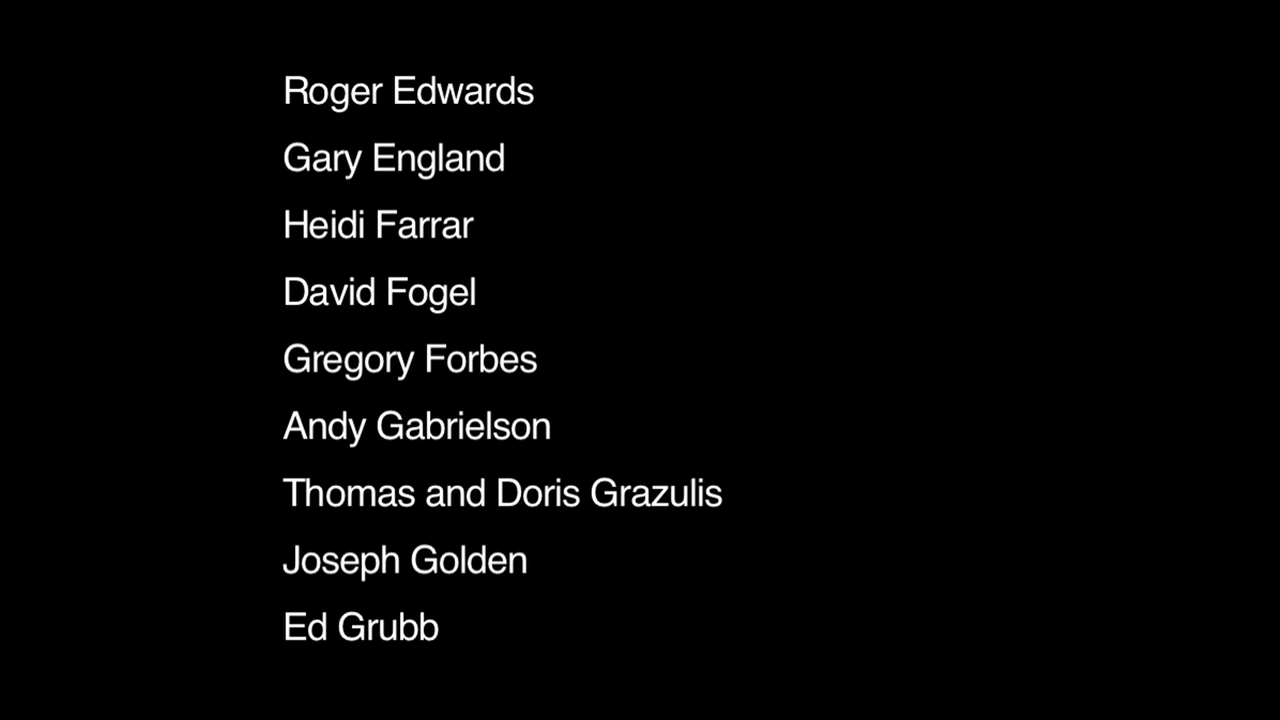 Roger Edwards
Gary England
Heidi Farrar
David Fogel
Gregory Forbes
Andy Gabrielson
Thomas and Doris Grazulis
Joseph Golden
Ed Grubb